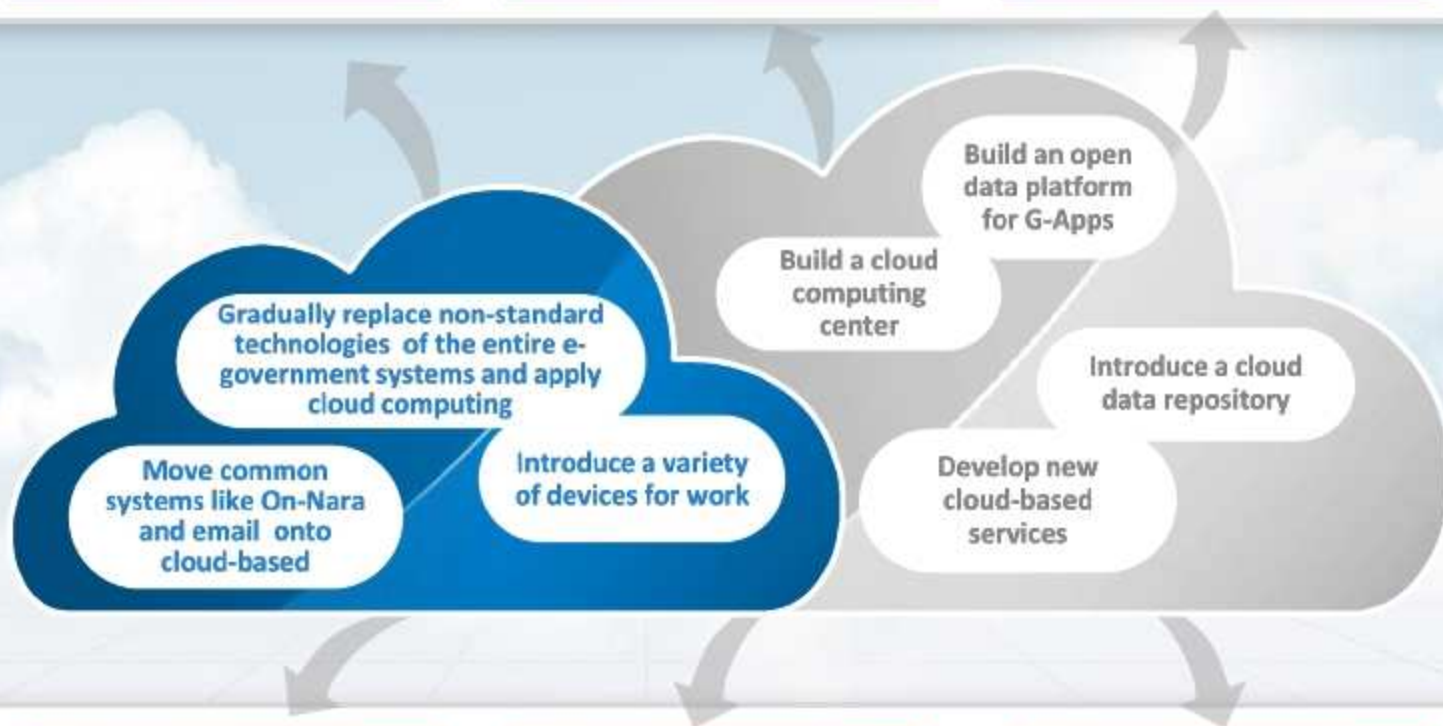 Gradually replace non-standard
technologies of the entire e-
government systems and apply
cloud computing
Move common
systems like On-Nara
and email onto
cloud-based
Introduce a variety
of devices for work
Build an open
data platform
for G-Apps
Build a cloud
computing
center
Introduce a cloud
data repository
Develop new
cloud-based
services